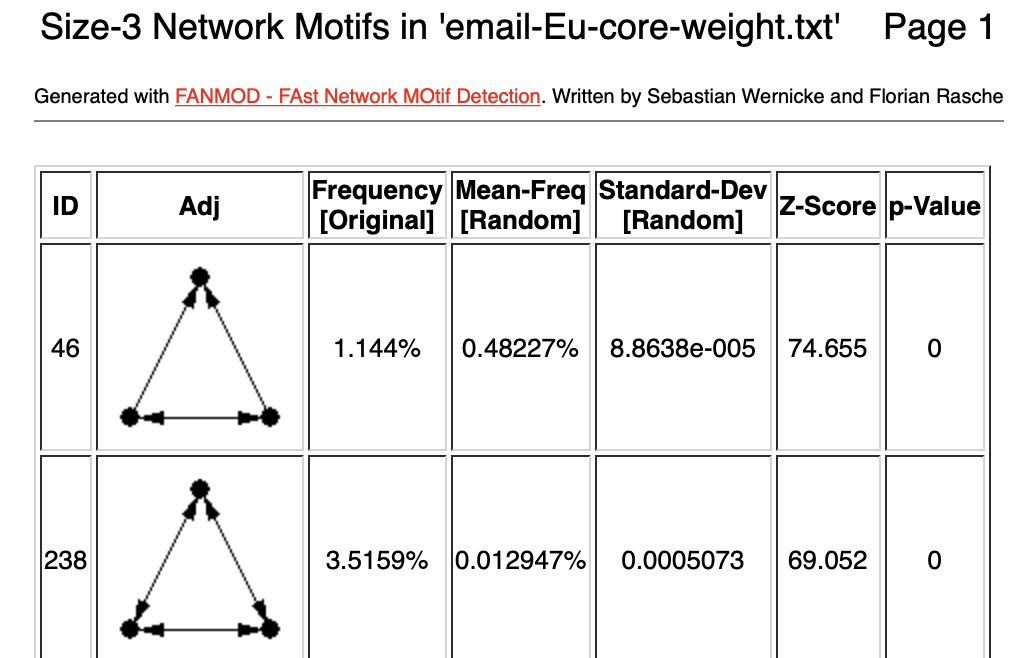 Size-3 Network Motifs in 'email-Eu-core-weight.txt' Page 1
Generated with FANMOD - FAst Network MOtif Detection. Written by Sebastian Wernicke and Florian Rasche
ID Adj Frequency [Original] Mean-Freq [Random] Standard-Dev [Random] Z-Score p-Value
46 1.144% 0.48227% 8.8638e-005 74.655 0
238 3.5159% 0.012947% 0.0005073 69.052 0